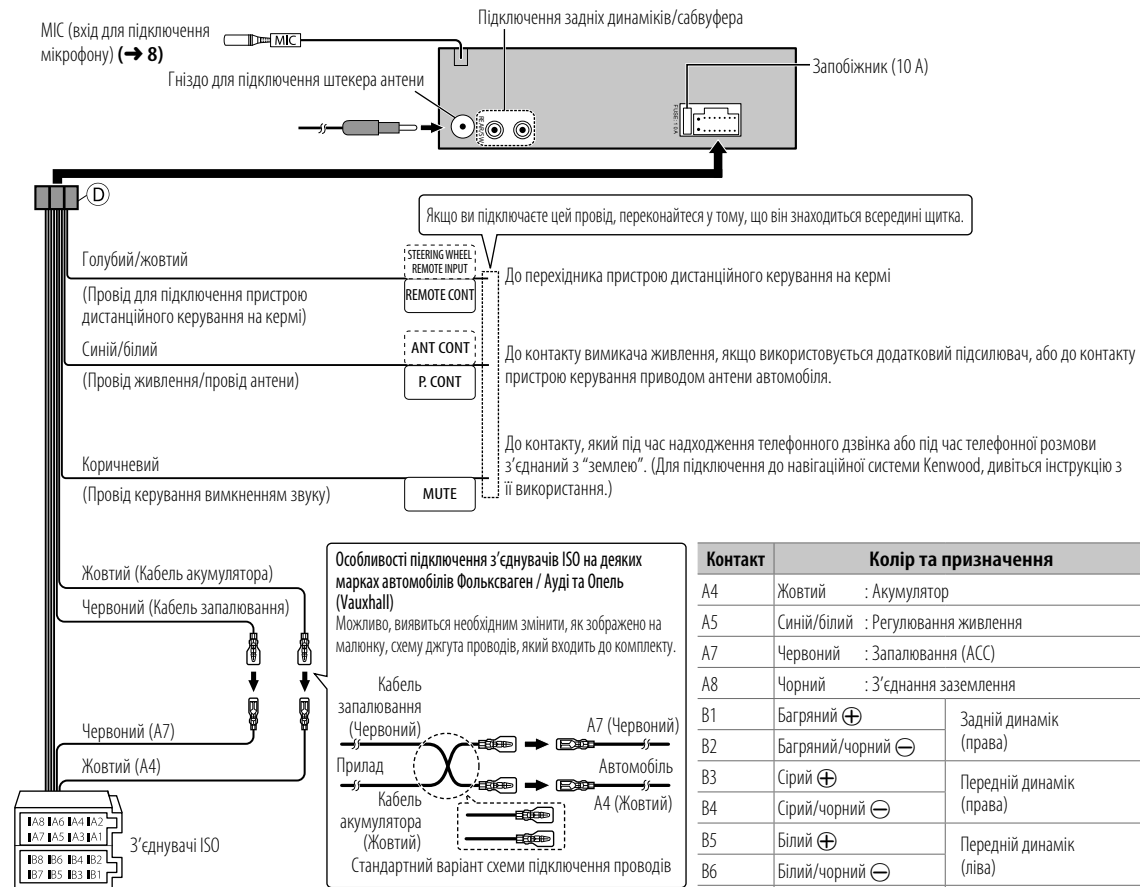 MIC (вхід для підключення
мікрофону) (➜ 8)
MIC
Підключення задніх динаміків/сабвуфера
Запобіжник (10 A)
Гніздо для підключення штекера антени
REAR/SW
FUSE: 10A
D
Якщо ви підключаєте цей провід, переконайтеся у тому, що він знаходиться всередині щитка.
Голубий/жовтий
STEERING WHEEL
REMOTE INPUT
REMOTE CONT
(Провід для підключення пристрою
дистанційного керування на кермі)
До перехідника пристрою дистанційного керування на кермі
Синій/білий
ANT CONT
P. CONT
(Провід живлення/провід антени)
До контакту вимикача живлення, якщо використовується додатковий підсилювач, або до контакту
пристрою керування приводом антени автомобіля.
Коричневий
(Провід керування вимкненням звуку)
MUTE
До контакту, який під час надходження телефонного дзвінка або під час телефонної розмови
з’єднаний з “землею”. (Для підключення до навігаційної системи Kenwood, дивіться інструкцію з
її використання.)
Жовтий (Кабель акумулятора)
Червоний (Кабель запалювання)
Червоний (A7)
Жовтий (A4)
A8 A6 A4 A2
A7 A5 A3 A1
B8 B6 B4 B2
B7 B5 B3 B1
З’єднувачі ISO
Особливості підключення з’єднувачів ISO на деяких
марках автомобілів Фольксваген / Ауді та Опель
(Vauxhall)
Можливо, виявиться необхідним змінити, як зображено на
малюнку, схему джгута проводів, який входить до комплекту.
Кабель
запалювання
(Червоний)
A7 (Червоний)
Прилад
Автомобіль
Кабель
акумулятора
(Жовтий)
A4 (Жовтий)
Стандартний варіант схеми підключення проводів
Контакт Колір та призначення
A4 Жовтий : Акумулятор
A5 Синій/білий : Регулювання живлення
A7 Червоний : Запалювання (ACC)
A8 Чорний : З’єднання заземлення
B1 Багряний ⊕ Задній динамік
(права)
B2 Багряний/чорний ⊖
B3 Сірий ⊕ Передній динамік
(права)
B4 Сірий/чорний ⊖
B5 Білий ⊕ Передній динамік
(ліва)
B6 Білий/чорний ⊖